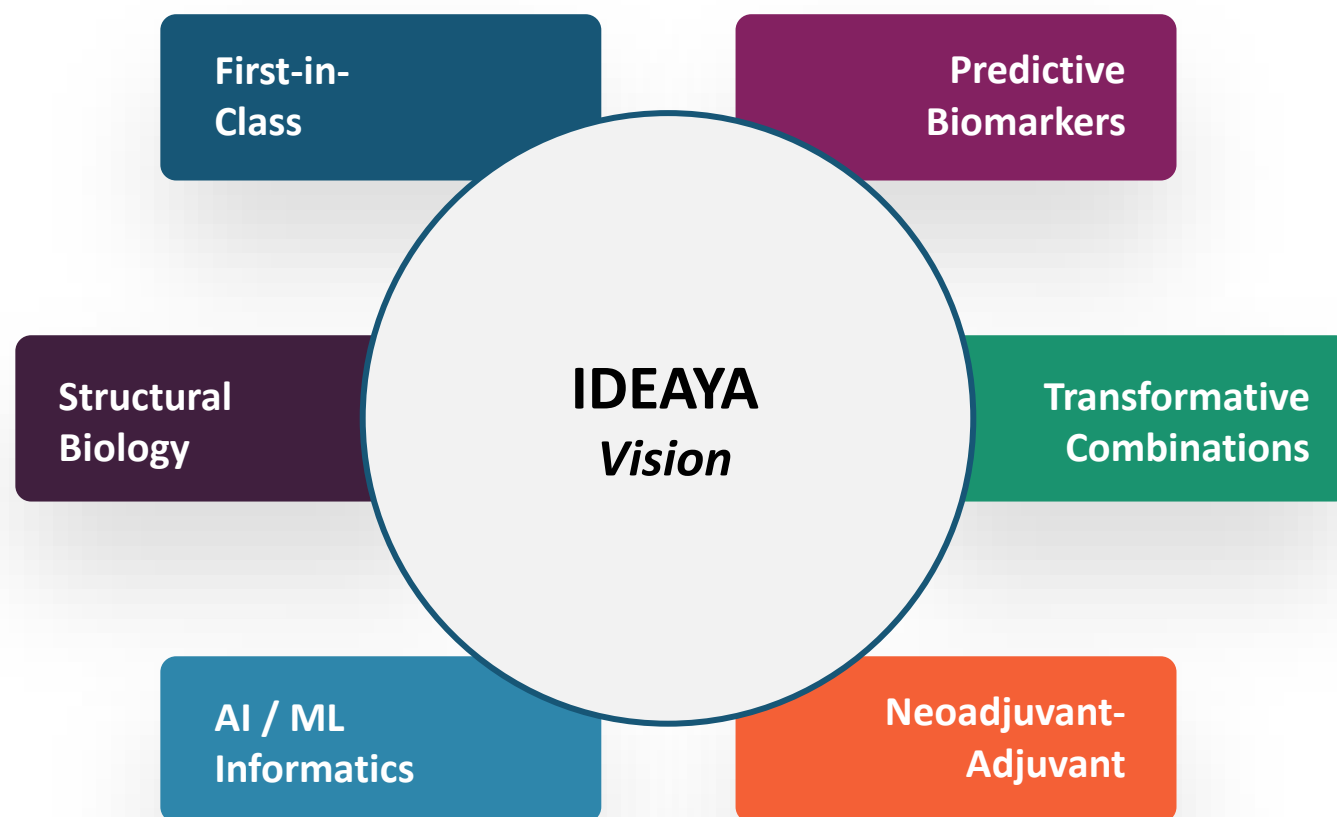 First-in-
Class
Predictive
Biomarkers
Structural
Biology
IDEAYA
Vision
Transformative
Combinations
AI / ML
Informatics
Neoadjuvant-
Adjuvant